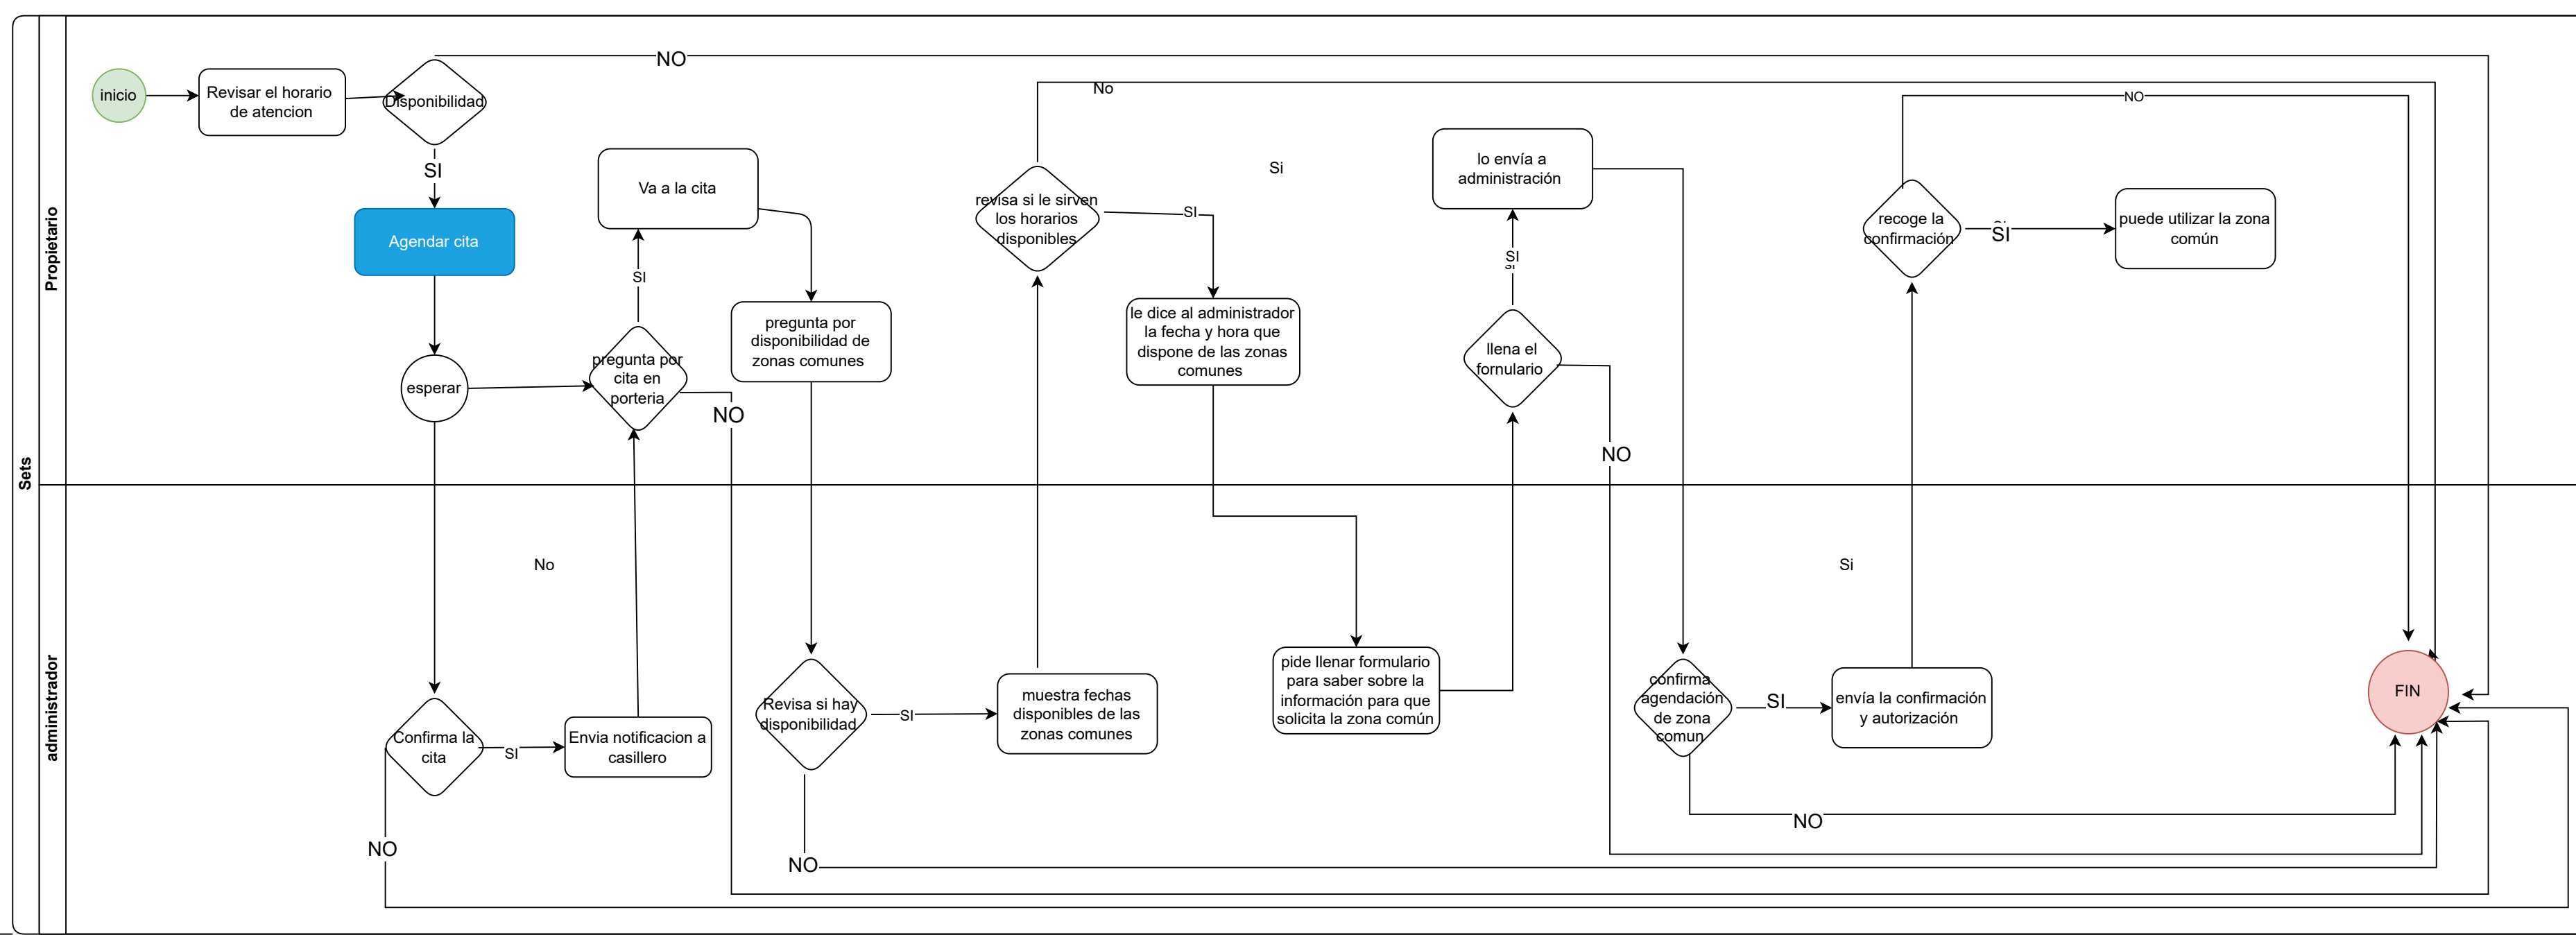 Sets
Propietario
inicio
Revisar el horario
de atencion
Disponibilidad
NO
SI
Agendar cita
esperar
pregunta por
cita en
porteria
SI
NO
Va a la cita
pregunta por
disponibilidad de
zonas comunes
revisa si le sirven
los horarios
disponibles
No
SI
Si
le dice al administrador
la fecha y hora que
dispone de las zonas
comunes
lo envía a
administración
SI
si
llena el
fornulario
NO
recoge la
confirmación
NO
SI
puede utilizar la zona
común
administrador
No
Confirma la
cita
SI
NO
Envia notificacion a
casillero
Revisa si hay
disponibilidad
SI
NO
muestra fechas
disponibles de las
zonas comunes
pide llenar formulario
para saber sobre la
información para que
solicita la zona común
confirma
agendación
de zona
comun
SI
NO
Si
envía la confirmación
y autorización
FIN